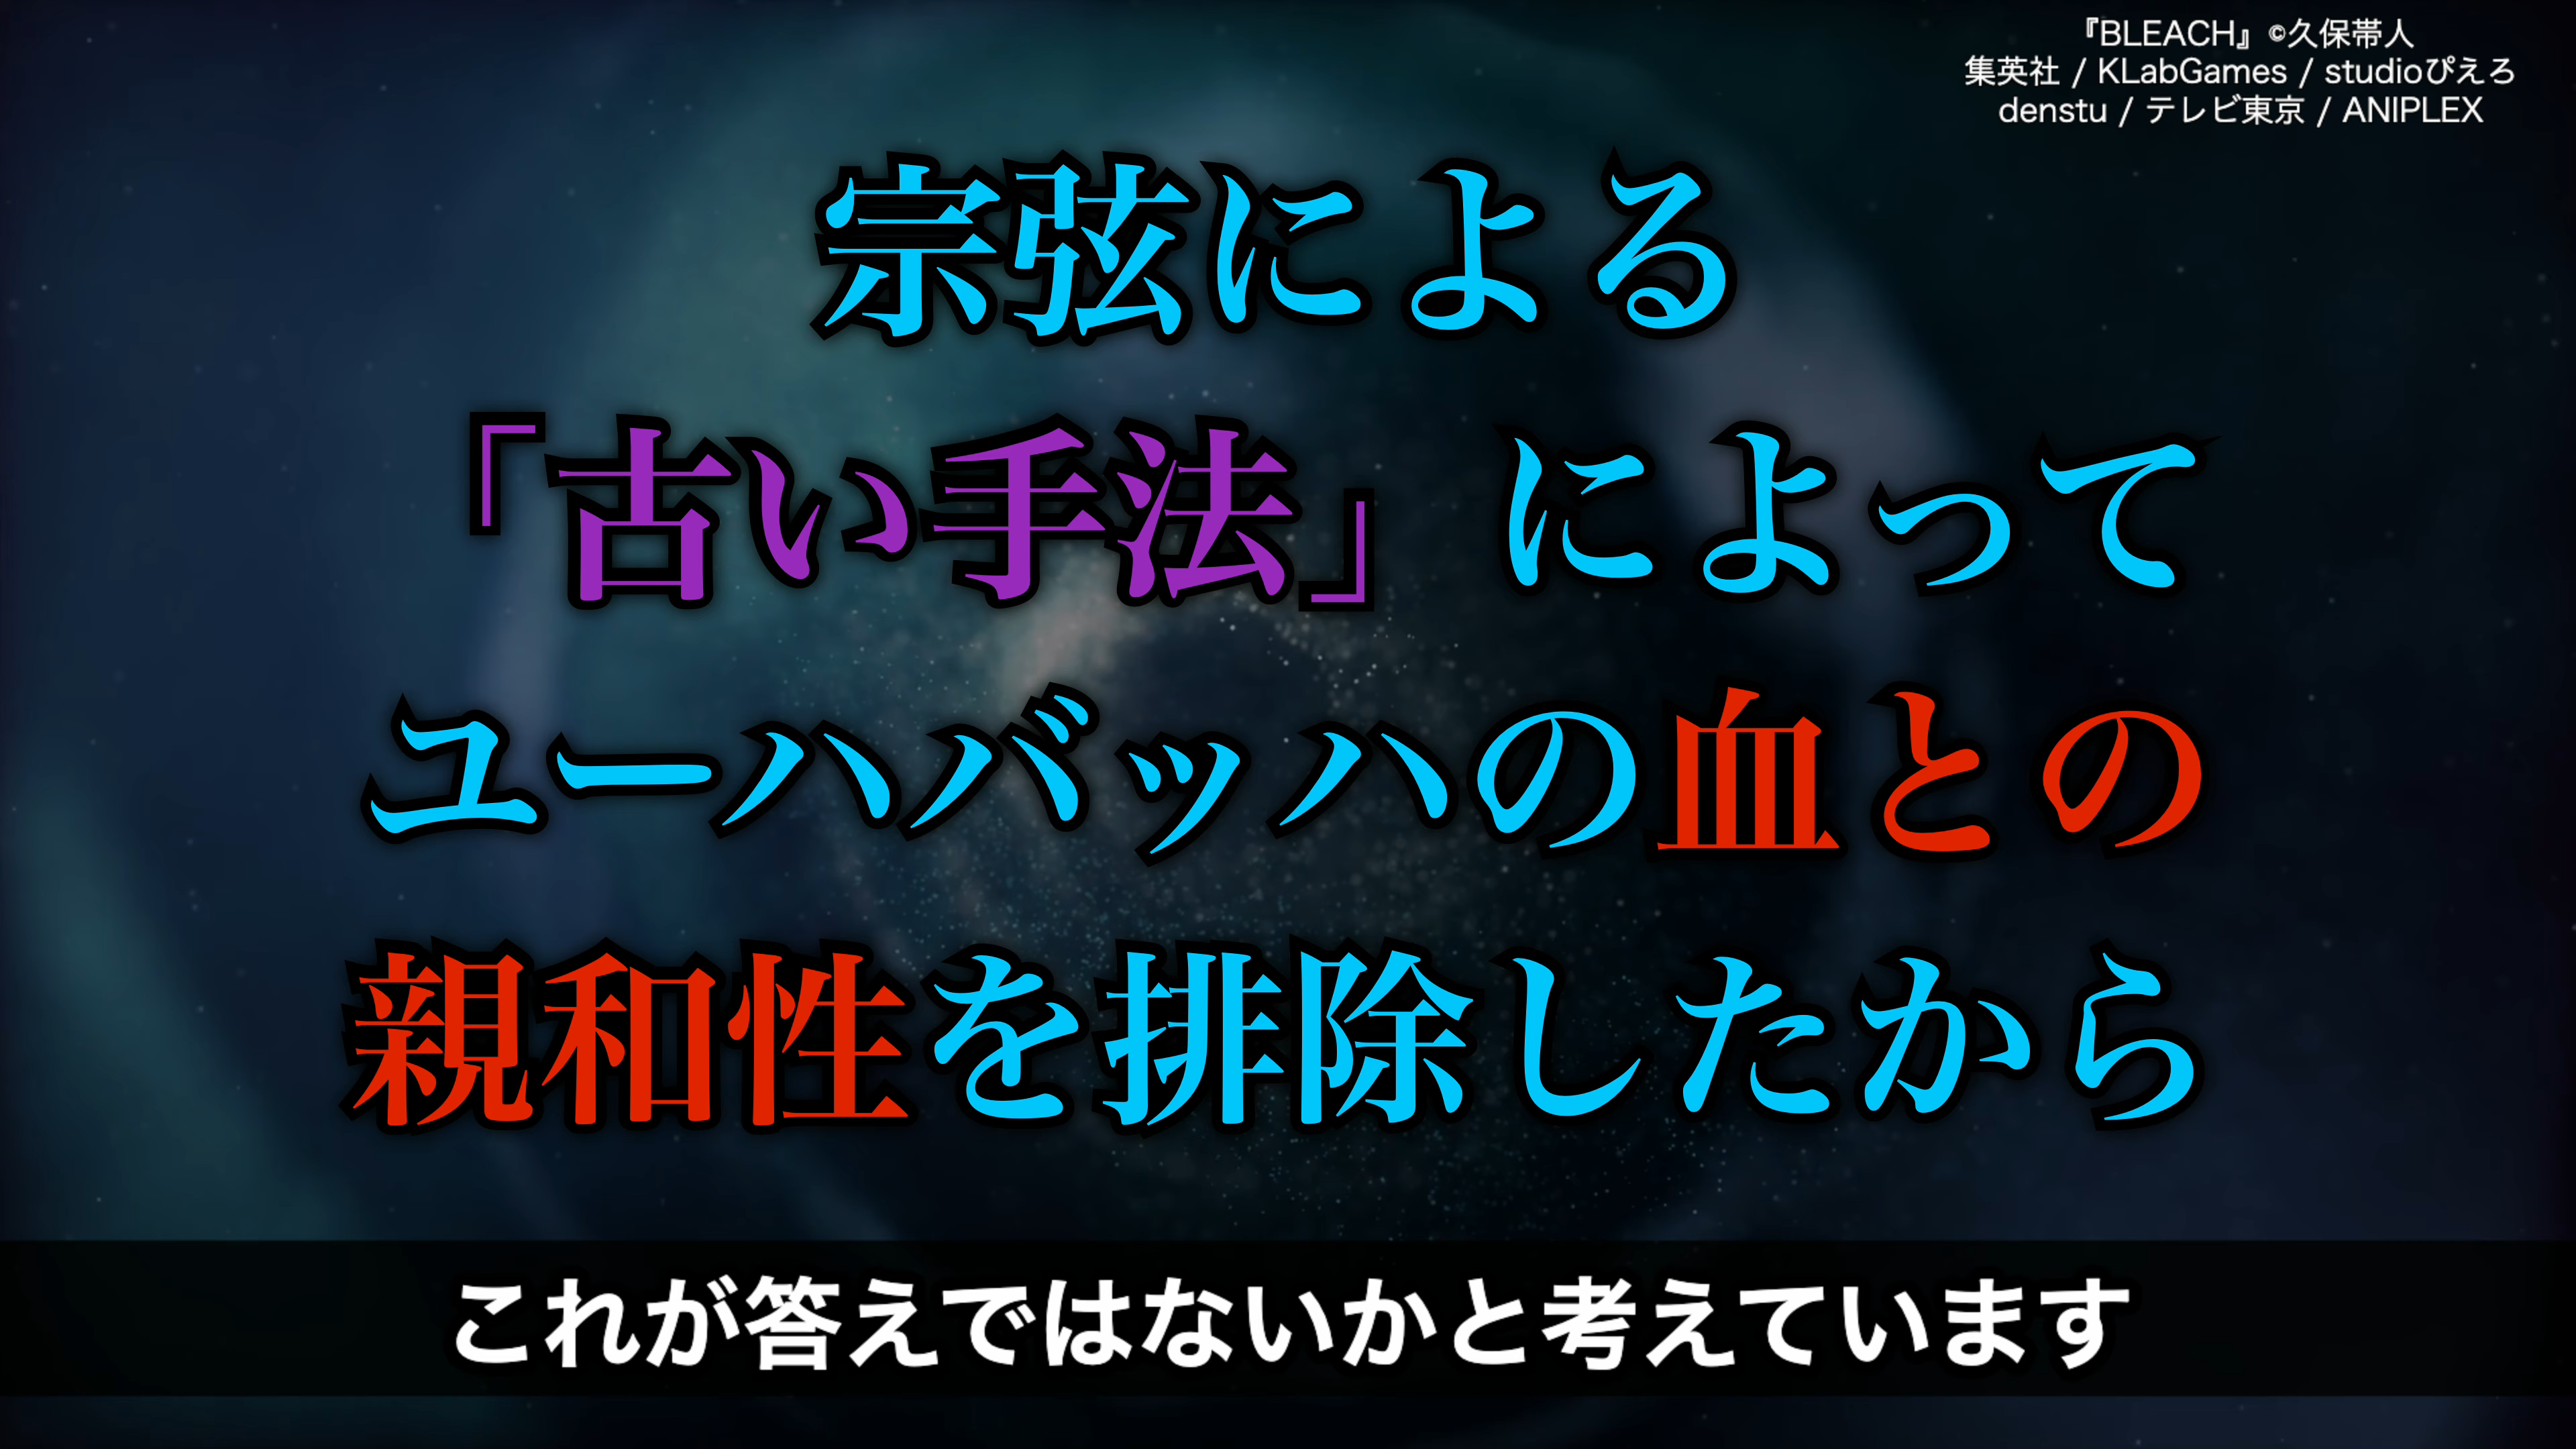 『BLEACH』©久保帯人
集英社 / KLabGames / studioぴえろ
denstu / テレビ東京 / ANIPLEX
宗弦による
「古い手法」によって
ユーハバッハの血との
親和性を排除したから
これが答えではないかと考えています